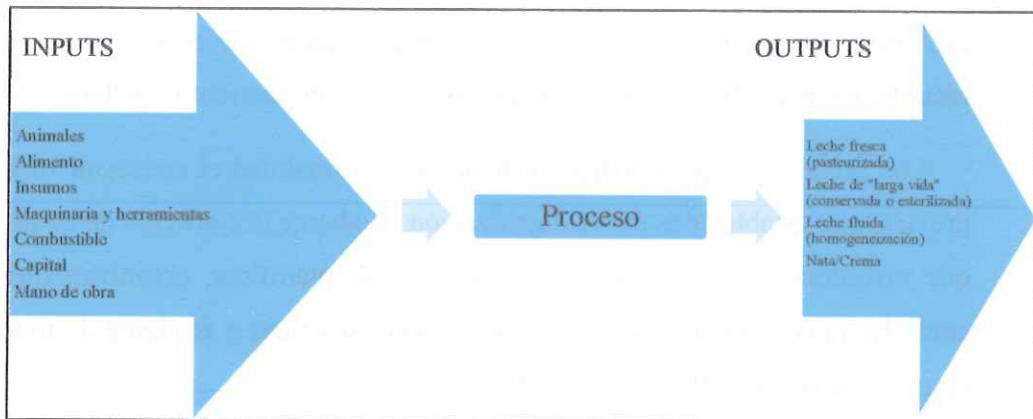 INPUTS
Animales
Alimento
Insumos
Maquinaria y herramientas
Combustible
Capital
Mano de obra
Proceso
OUTPUTS
Leche fresca
(pasteurizada)
Leche de "larga vida"
(conservada o esterilizada)
Leche fluida
(homogeneización)
Nata/Crema